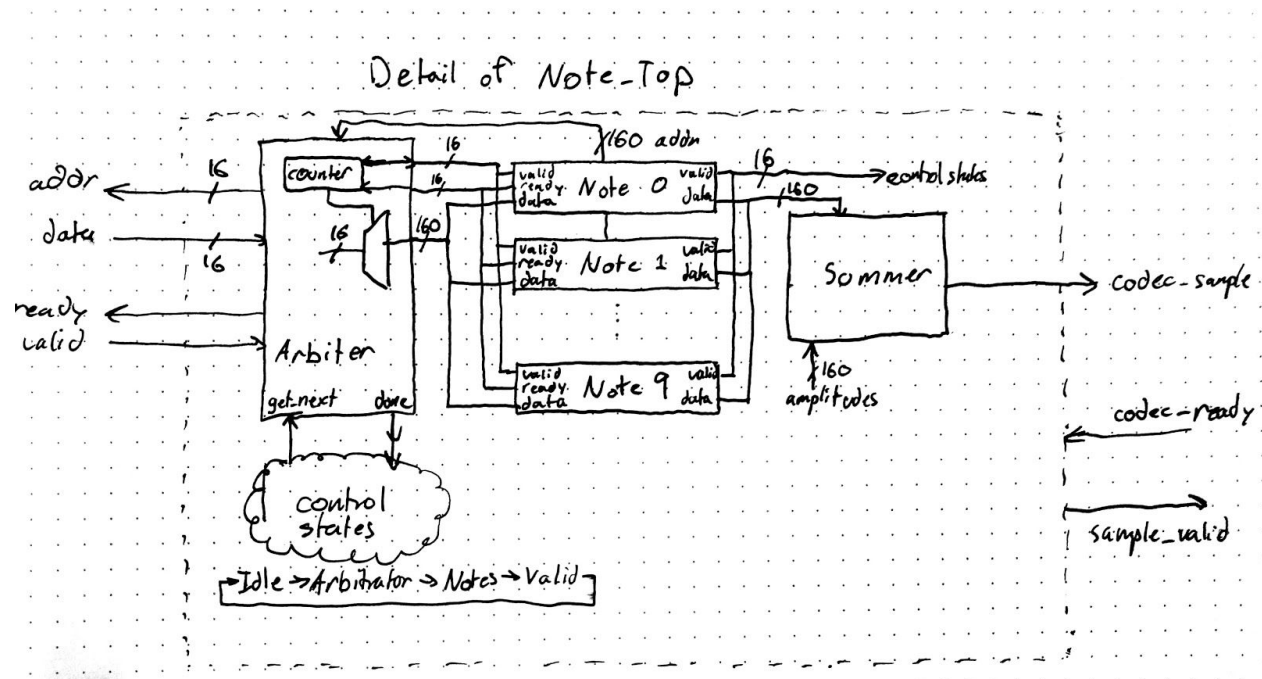 Detail of Note_Top
160 addr
addr
16
data
16
ready
valid
counter
16
160
Arbiter
get_next
done
16
16
valid
ready
data
Note 0
valid
data
valid
ready
data
Note 1
valid
data
valid
ready
data
Note 9
valid
data
16
control states
160
Sommer
160
amplitudes
codec_sample
codec_ready
sample_valid
control
states
Idle → Arbitrator → Notes → Valid